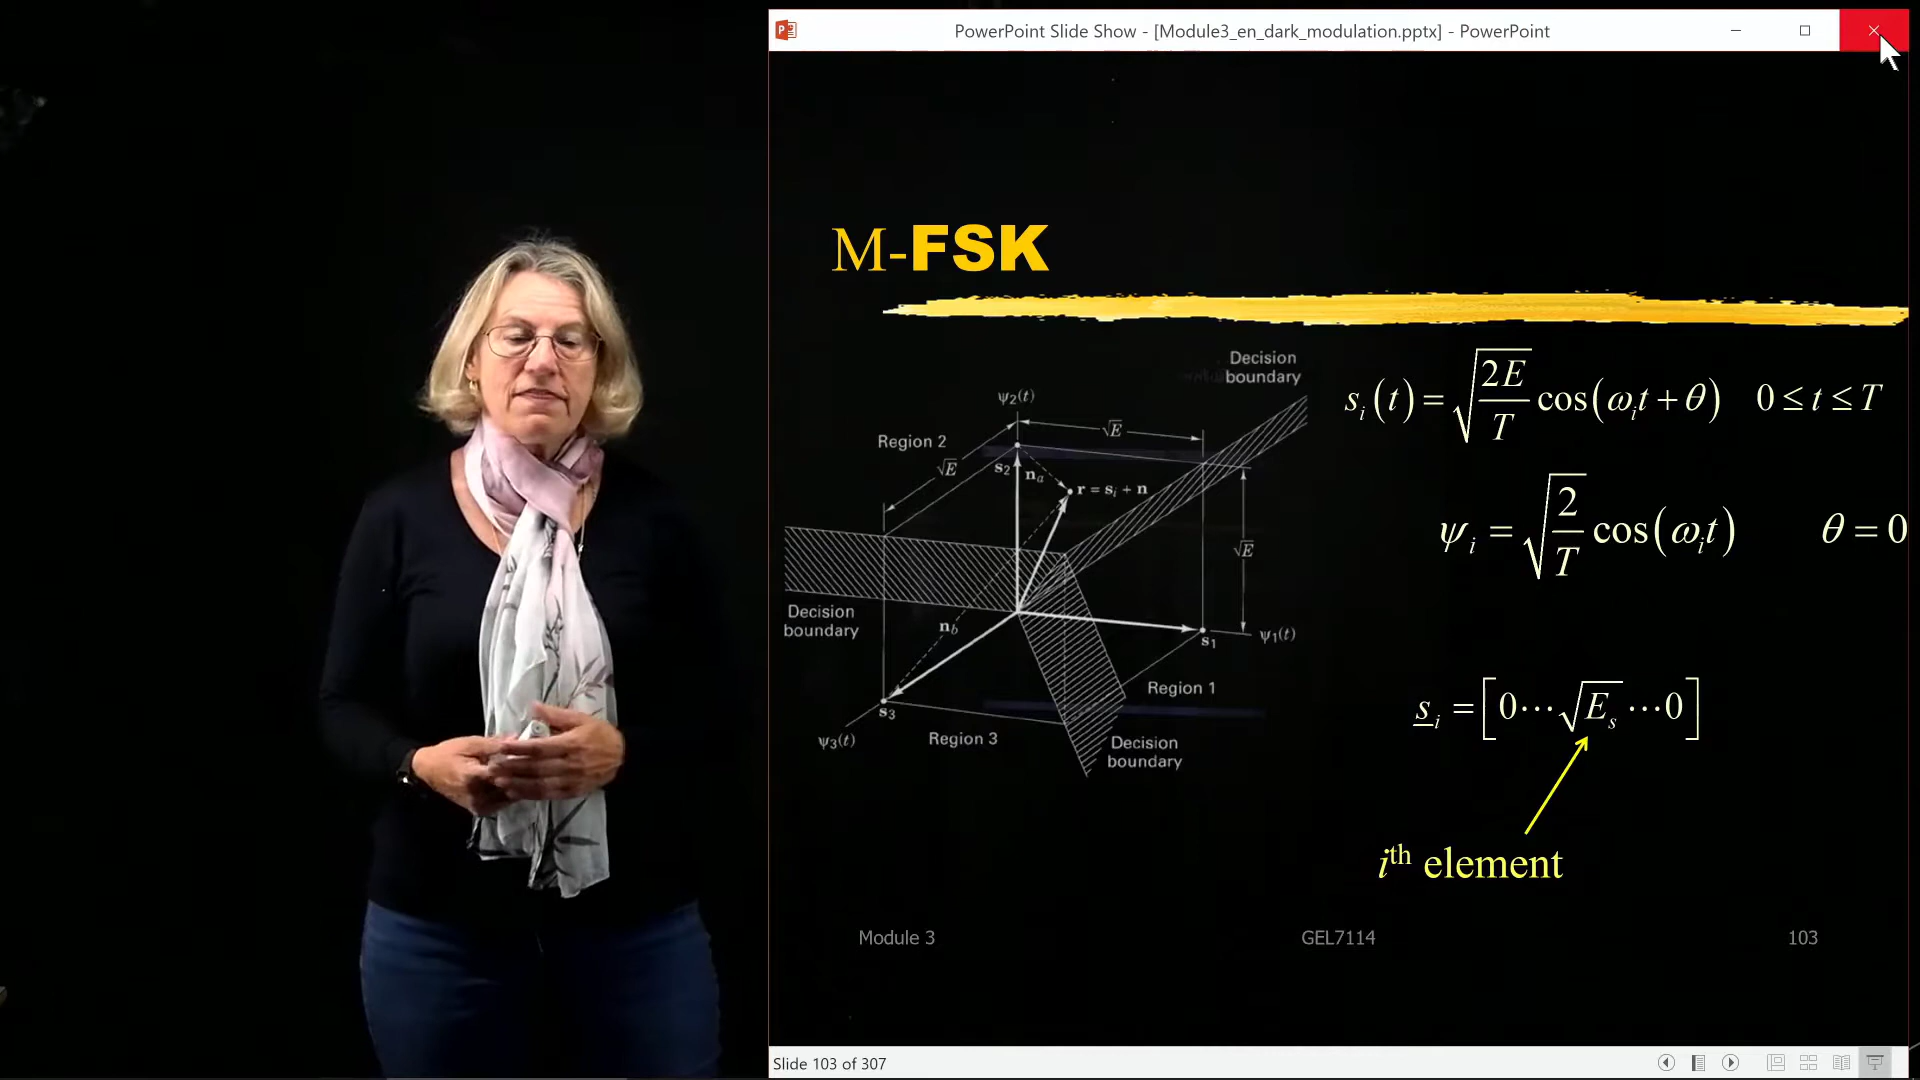 PowerPoint Slide Show - [Module3_en_dark_modulation.pptx] - PowerPoint
M-FSK
Decision
boundary
ψ₂(t)
√E
Region 2
√E
s₂
nₐ
r = sᵢ + n
√E
Decision
boundary
n_b
ψ₁(t)
s₁
Region 1
s₃
ψ₃(t)
Region 3
Decision
boundary
sᵢ(t) = √(2E/T) cos(ωᵢt + θ) 0 ≤ t ≤ T
ψᵢ = √(2/T) cos(ωᵢt) θ = 0
s̲ᵢ = [0⋯√Eₛ ⋯0]
iᵗʰ element
Module 3
GEL7114
103
Slide 103 of 307